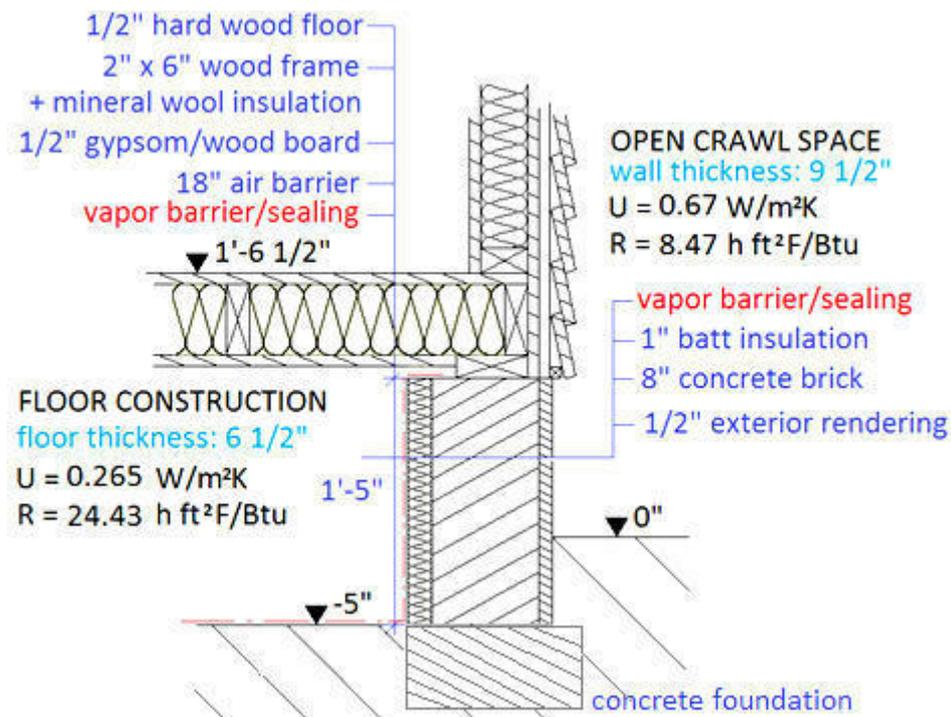 1/2" hard wood floor
2" x 6" wood frame
+ mineral wool insulation
1/2" gypsom/wood board
18" air barrier
vapor barrier/sealing
1'-6 1/2"
OPEN CRAWL SPACE
wall thickness: 9 1/2"
U = 0.67 W/m²K
R = 8.47 h ft²F/Btu
vapor barrier/sealing
1" batt insulation
8" concrete brick
1/2" exterior rendering
FLOOR CONSTRUCTION
floor thickness: 6 1/2"
U = 0.265 W/m²K
R = 24.43 h ft²F/Btu
1'-5"
0"
-5"
concrete foundation